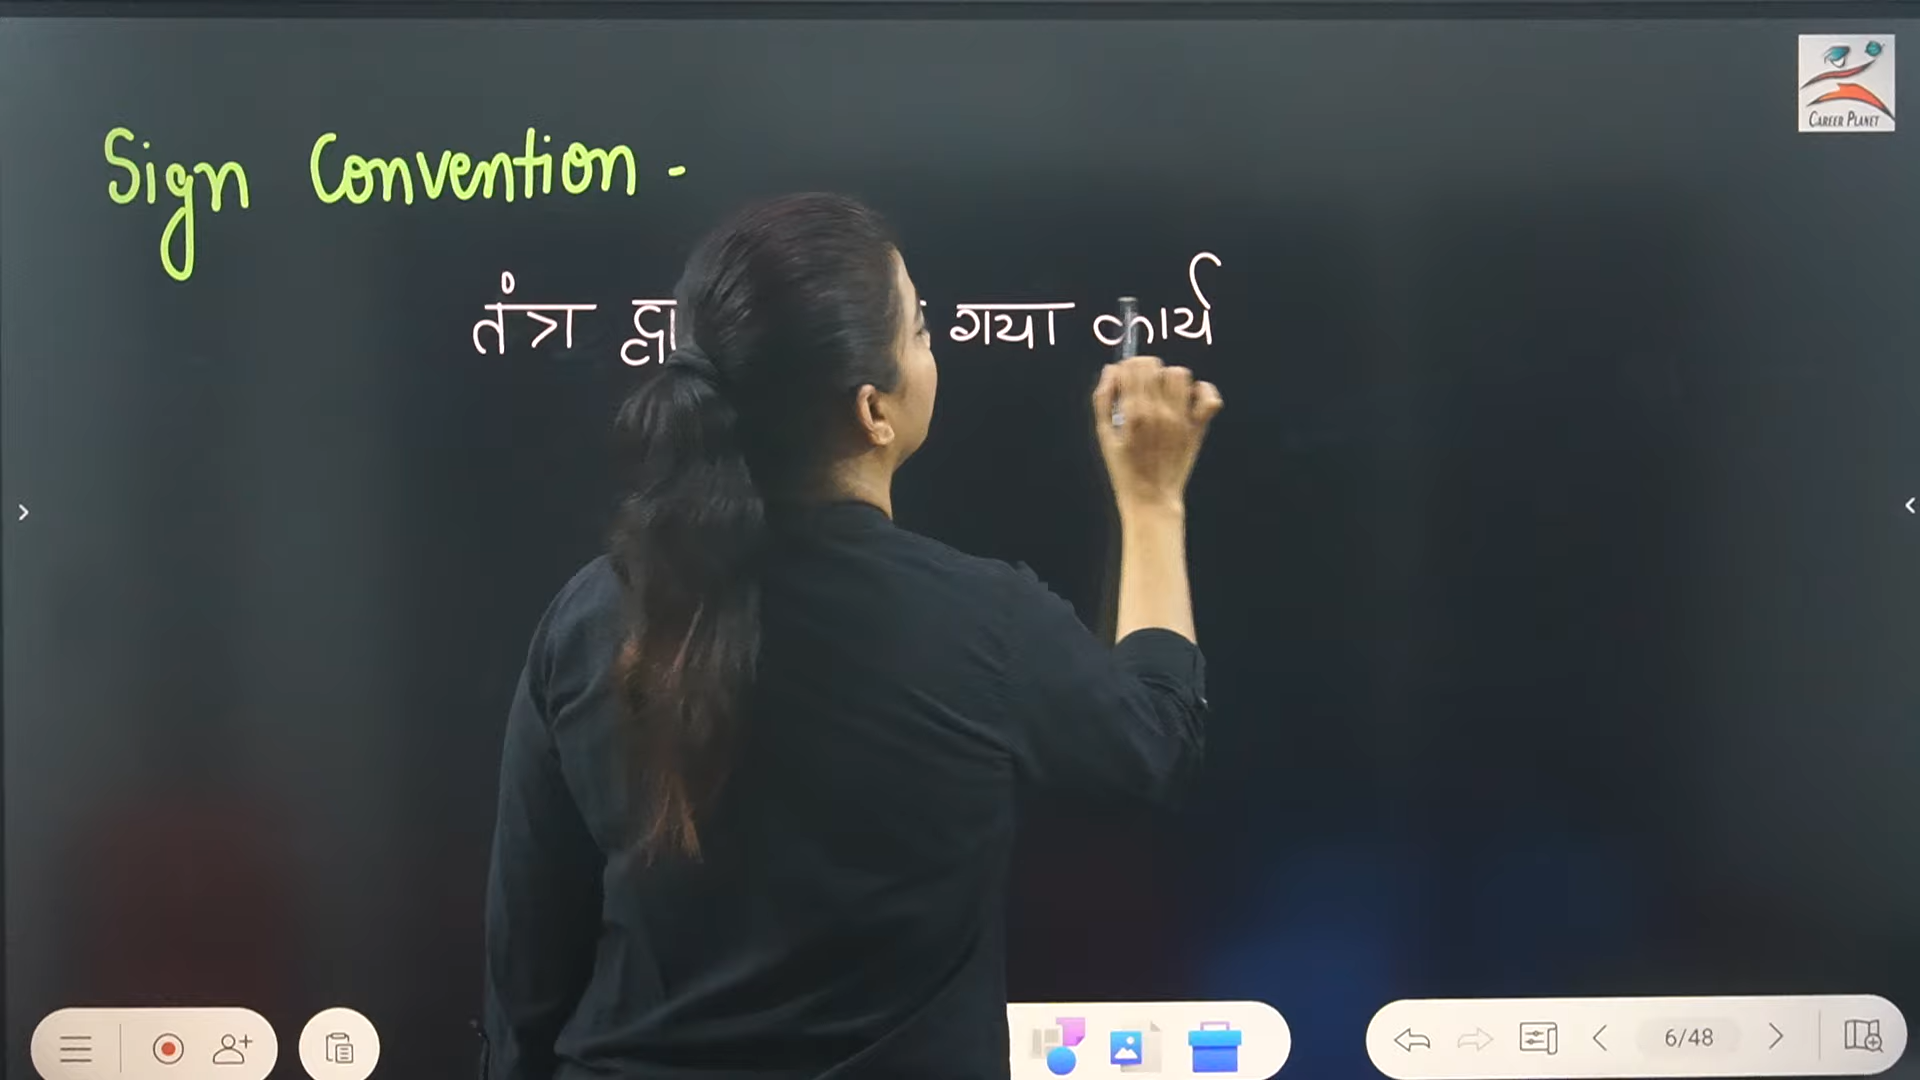 CAREER PLANET
Sign Convention -
तंत्र गया कार्य
6/48